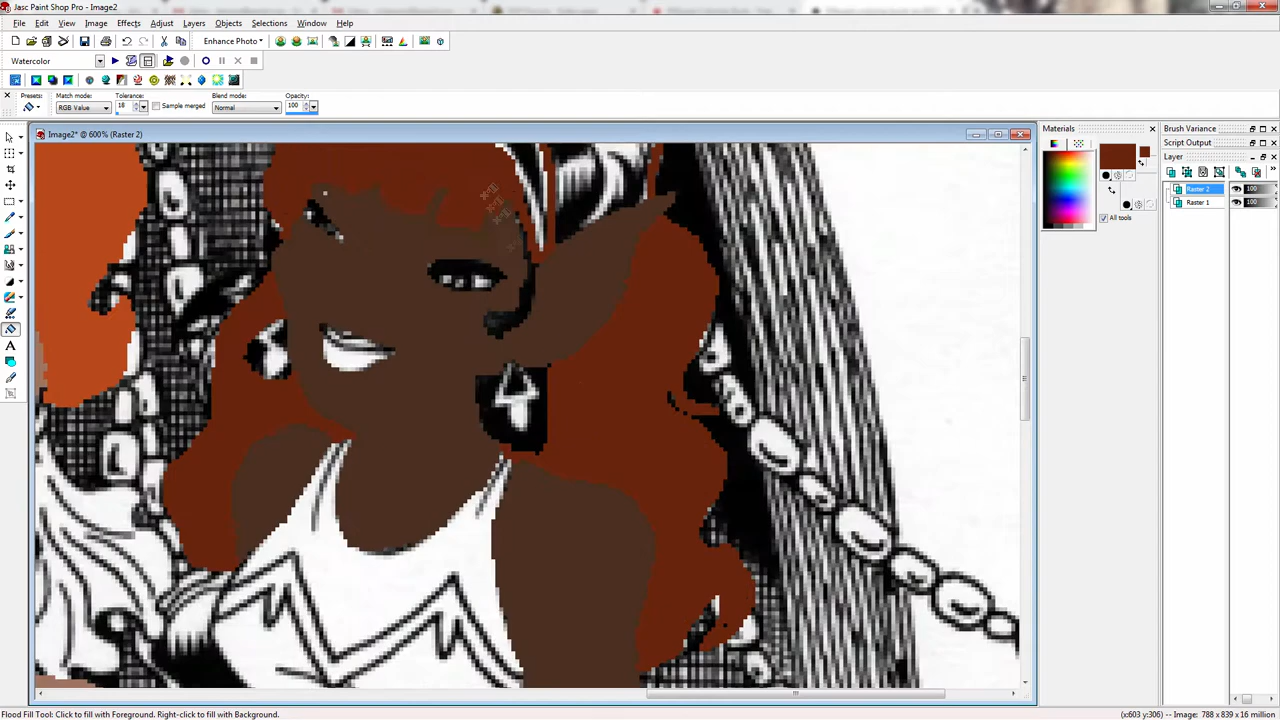 Jasc Paint Shop Pro - Image2
File Edit View Image Effects Adjust Layers Objects Selections Window Help
Enhance Photo
Watercolor
Presets: Match mode: Tolerance: Blend mode: Opacity:
RGB Value 18 Sample merged Normal 100
Image2* @ 600% (Raster 2)
Materials
All tools
Brush Variance
Script Output
Layer
Raster 2 100
Raster 1 100
Flood Fill Tool: Click to fill with Foreground. Right-click to fill with Background.
(x:603 y:306) -- Image: 788 x 839 x 16 million